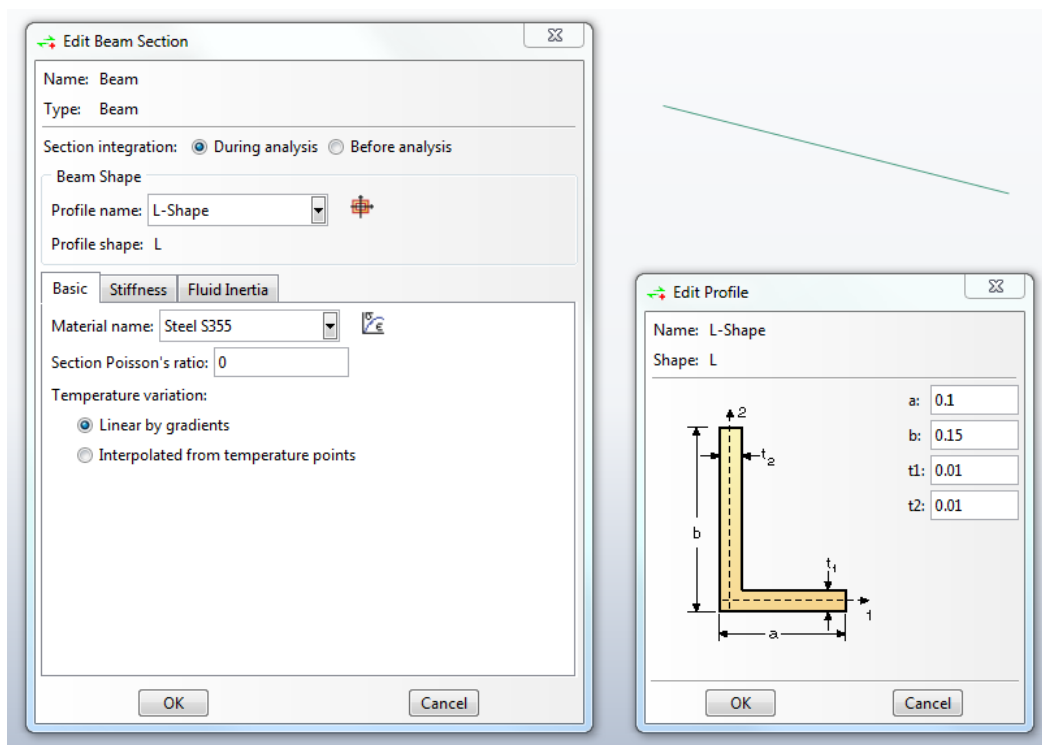 Edit Beam Section
Name: Beam
Type: Beam
Section integration: During analysis Before analysis
Beam Shape
Profile name: L-Shape
Profile shape: L
Basic Stiffness Fluid Inertia
Material name: Steel S355
σ ε
Section Poisson's ratio: 0
Temperature variation:
Linear by gradients
Interpolated from temperature points
OK Cancel
Edit Profile
Name: L-Shape
Shape: L
a: 0.1
b: 0.15
t1: 0.01
t2: 0.01
2
t2
b
t1
1
a
OK Cancel